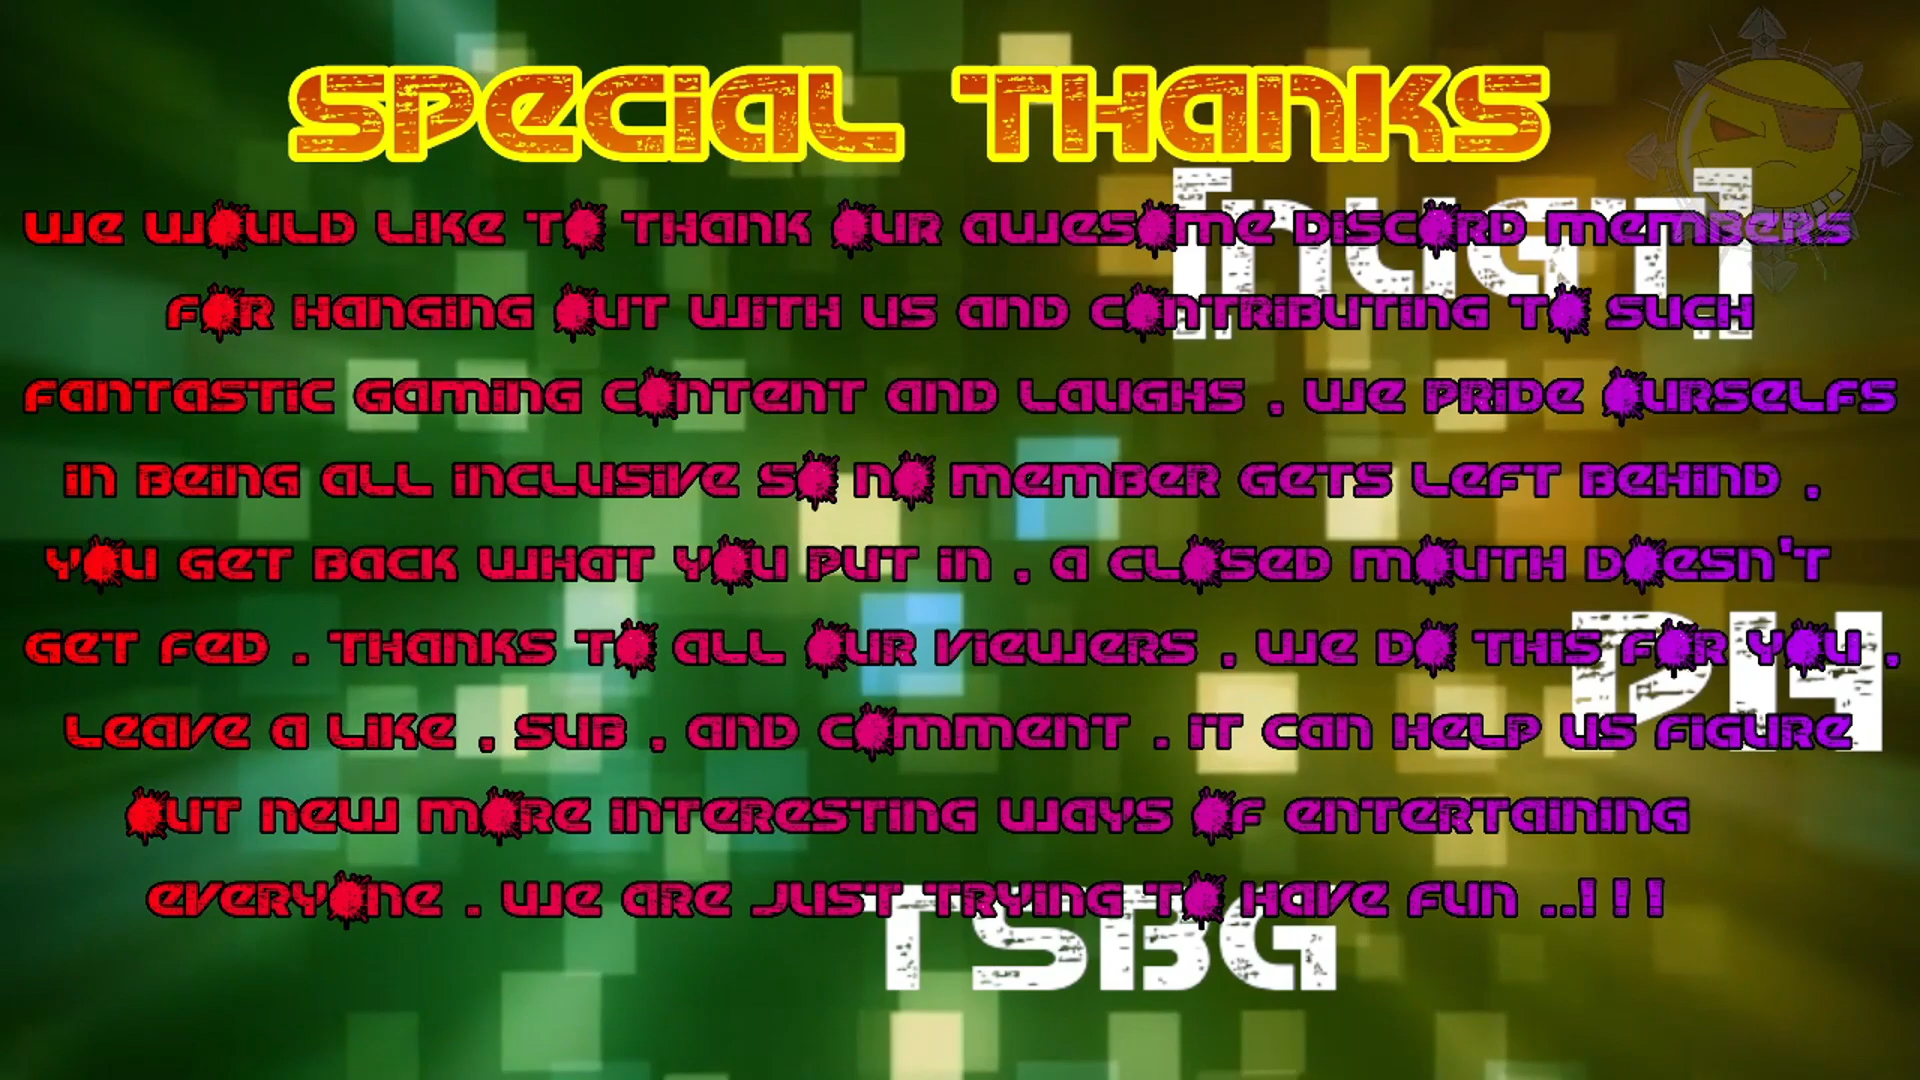 Special Thanks
We would like to thank our awesome discord members
for hanging out with us and contributing to such
fantastic gaming content and laughs . We pride ourselfs
in being all inclusive so no member gets left behind .
You get back what you put in . A closed mouth doesn't
get fed . Thanks to all our viewers . We do this for you .
Leave a like , sub , and comment . It can help us figure
out new more interesting ways of entertaining
everyone . We are just trying to have fun ..!!!
TSBG